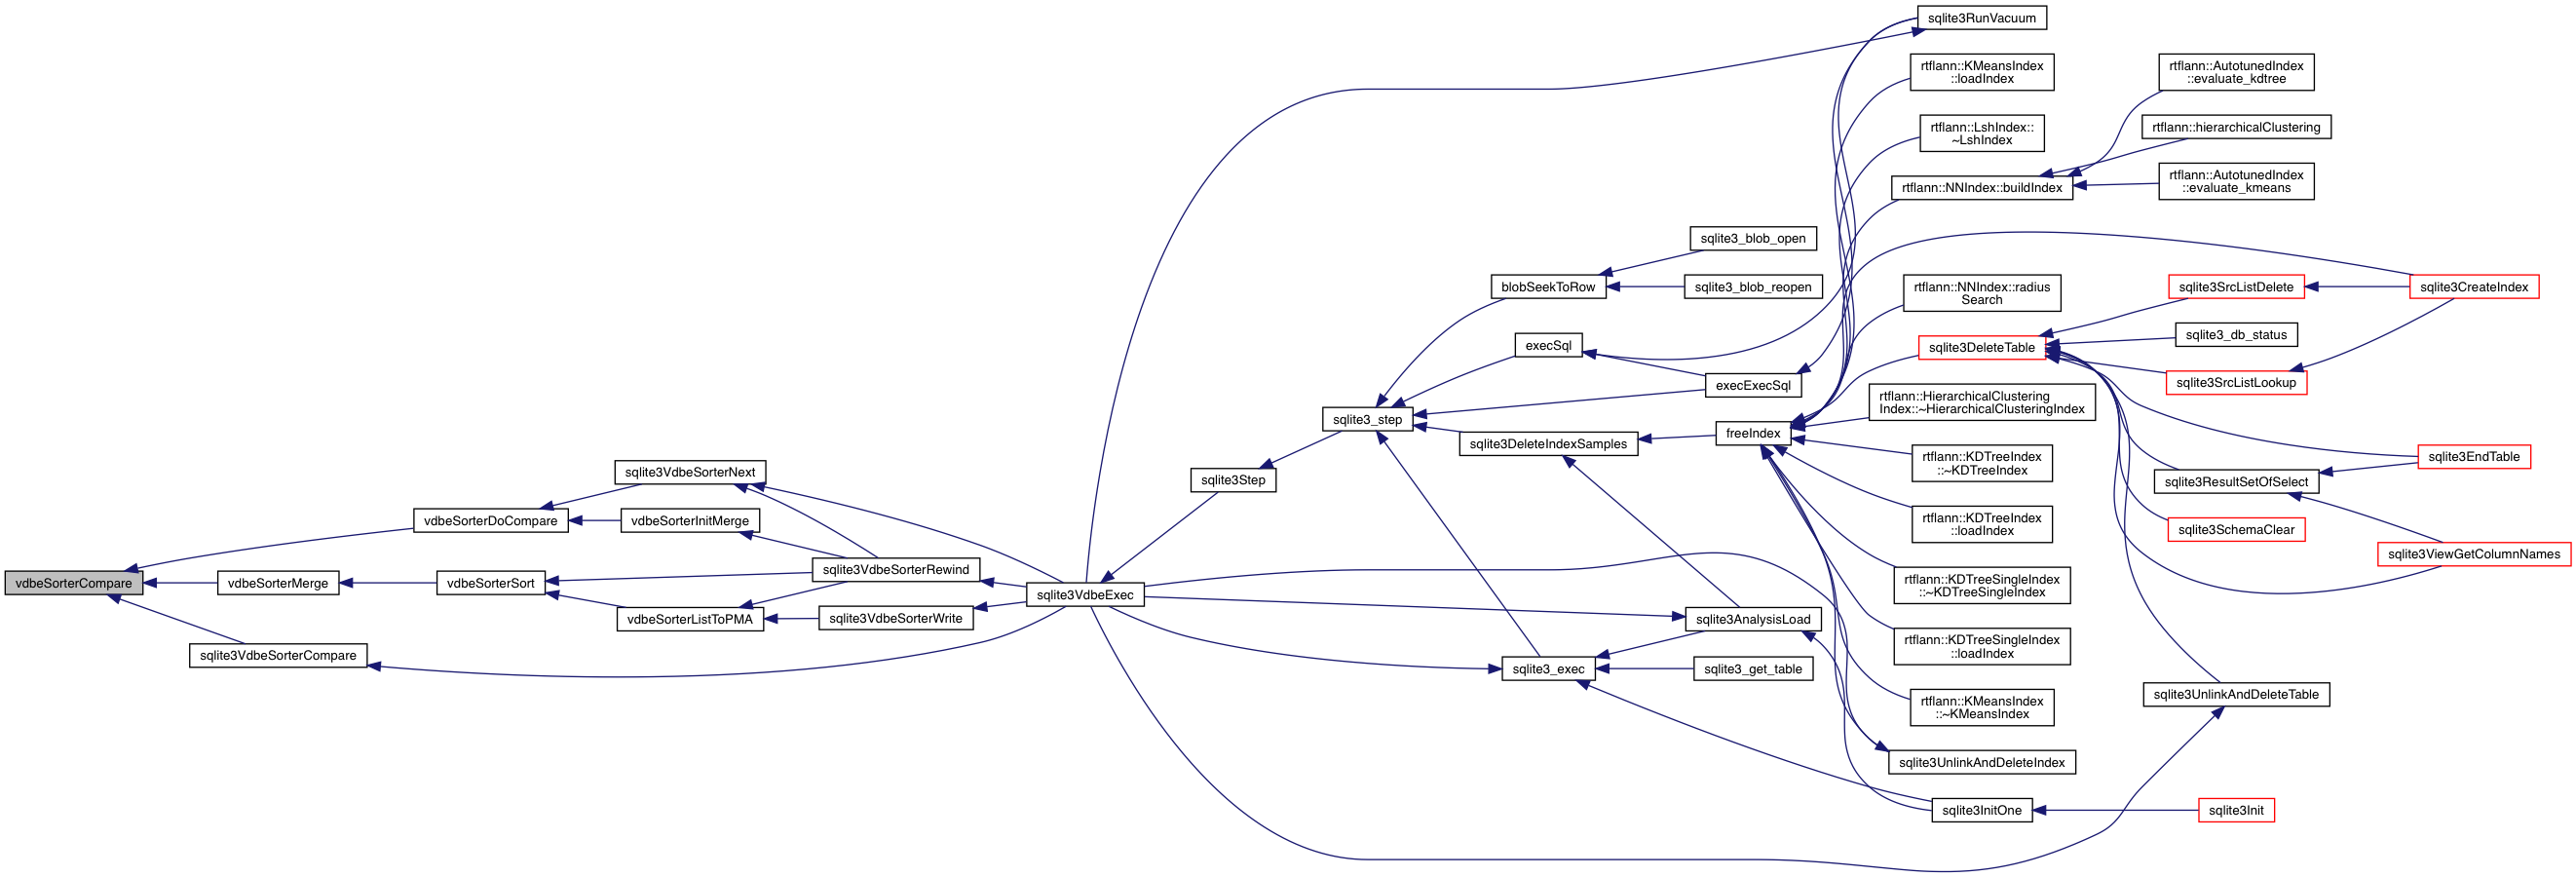 sqlite3RunVacuum
rtflann::KMeansIndex
::loadIndex
rtflann::AutotunedIndex
::evaluate_kdtree
rtflann::LshIndex::
~LshIndex
rtflann::hierarchicalClustering
rtflann::NNIndex::buildIndex
rtflann::AutotunedIndex
::evaluate_kmeans
sqlite3_blob_open
blobSeekToRow
sqlite3_blob_reopen
rtflann::NNIndex::radius
Search
sqlite3SrcListDelete
sqlite3CreateIndex
execSql
sqlite3DeleteTable
sqlite3_db_status
execExecSql
sqlite3SrcListLookup
rtflann::HierarchicalClustering
Index::~HierarchicalClusteringIndex
sqlite3_step
freeIndex
sqlite3DeleteIndexSamples
rtflann::KDTreeIndex
::~KDTreeIndex
sqlite3EndTable
sqlite3VdbeSorterNext
sqlite3Step
sqlite3ResultSetOfSelect
vdbeSorterDoCompare
vdbeSorterInitMerge
rtflann::KDTreeIndex
::loadIndex
sqlite3SchemaClear
sqlite3ViewGetColumnNames
sqlite3VdbeSorterRewind
vdbeSorterCompare
vdbeSorterMerge
vdbeSorterSort
rtflann::KDTreeSingleIndex
::~KDTreeSingleIndex
sqlite3VdbeExec
vdbeSorterListToPMA
sqlite3VdbeSorterWrite
sqlite3AnalysisLoad
rtflann::KDTreeSingleIndex
::loadIndex
sqlite3VdbeSorterCompare
sqlite3_exec
sqlite3_get_table
sqlite3UnlinkAndDeleteTable
rtflann::KMeansIndex
::~KMeansIndex
sqlite3UnlinkAndDeleteIndex
sqlite3InitOne
sqlite3Init